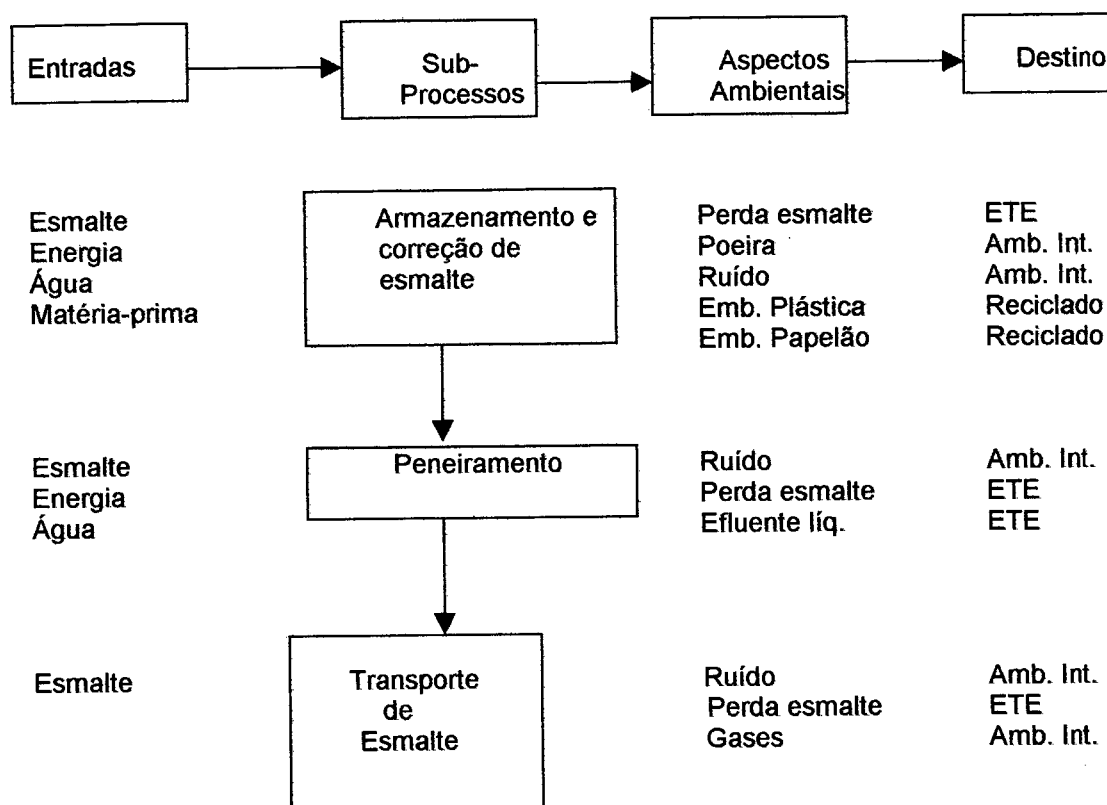 Entradas
Sub-
Processos
Aspectos
Ambientais
Destino
Esmalte
Energia
Água
Matéria-prima
Armazenamento e
correção de
esmalte
Perda esmalte
Poeira
Ruído
Emb. Plástica
Emb. Papelão
ETE
Amb. Int.
Amb. Int.
Reciclado
Reciclado
Esmalte
Energia
Água
Peneiramento
Ruído
Perda esmalte
Efluente líq.
Amb. Int.
ETE
ETE
Esmalte
Transporte
de
Esmalte
Ruído
Perda esmalte
Gases
Amb. Int.
ETE
Amb. Int.